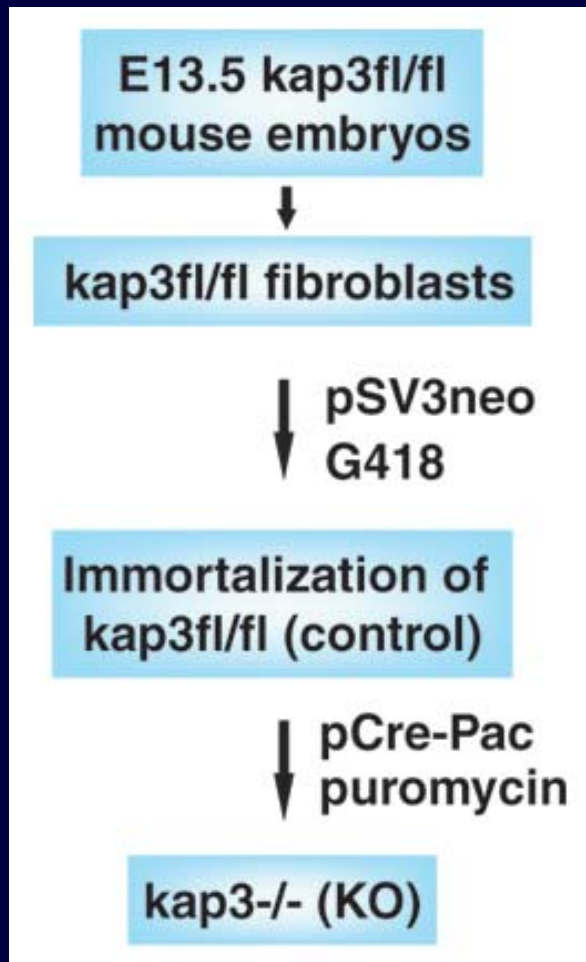 E13.5 kap3fl/fl
mouse embryos
kap3fl/fl fibroblasts
pSV3neo
G418
Immortalization of
kap3fl/fl (control)
pCre-Pac
puromycin
kap3-/- (KO)